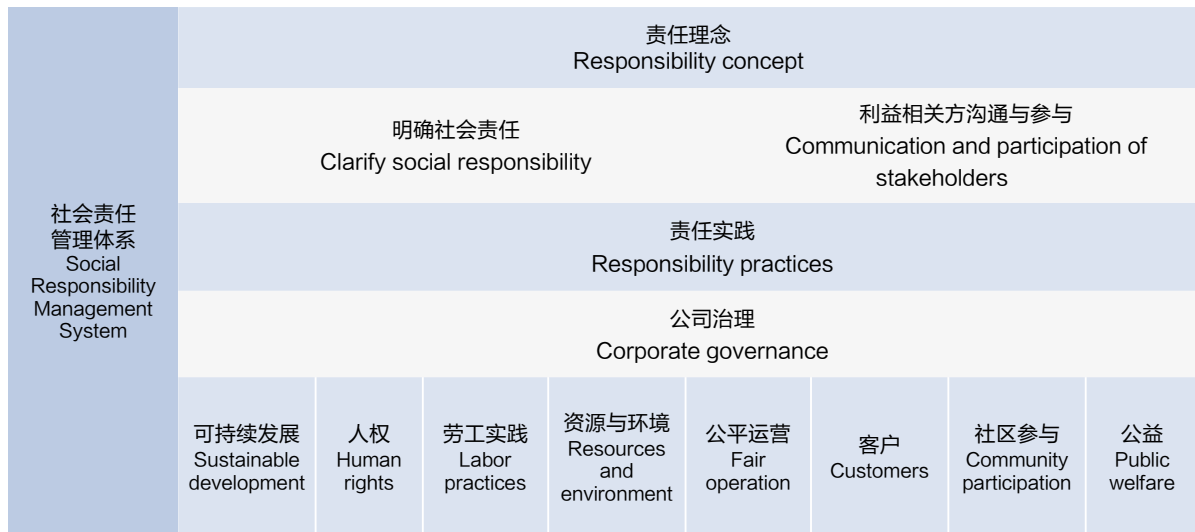 责任理念
Responsibility concept
明确社会责任
Clarify social responsibility
利益相关方沟通与参与
Communication and participation of
stakeholders
社会责任
管理体系
Social
Responsibility
Management
System
责任实践
Responsibility practices
公司治理
Corporate governance
可持续发展
Sustainable
development
人权
Human
rights
劳工实践
Labor
practices
资源与环境
Resources
and
environment
公平运营
Fair
operation
客户
Customers
社区参与
Community
participation
公益
Public
welfare